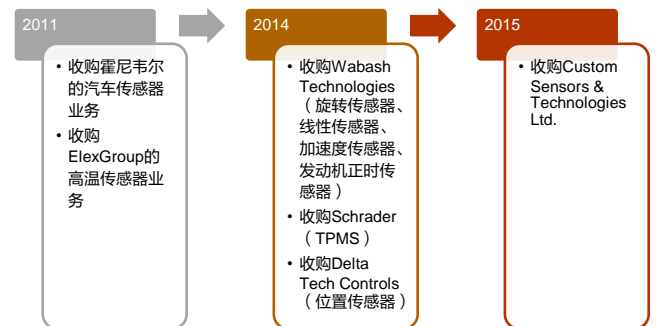 2011
• 收购霍尼韦尔
的汽车传感器
业务
• 收购
ElexGroup的
高温传感器业
务
2014
• 收购Wabash
Technologies
（旋转传感器、
线性传感器、
加速度传感器、
发动机正时传
感器）
• 收购Schrader
（TPMS）
• 收购Delta
Tech Controls
（位置传感器）
2015
• 收购Custom
Sensors &
Technologies
Ltd.